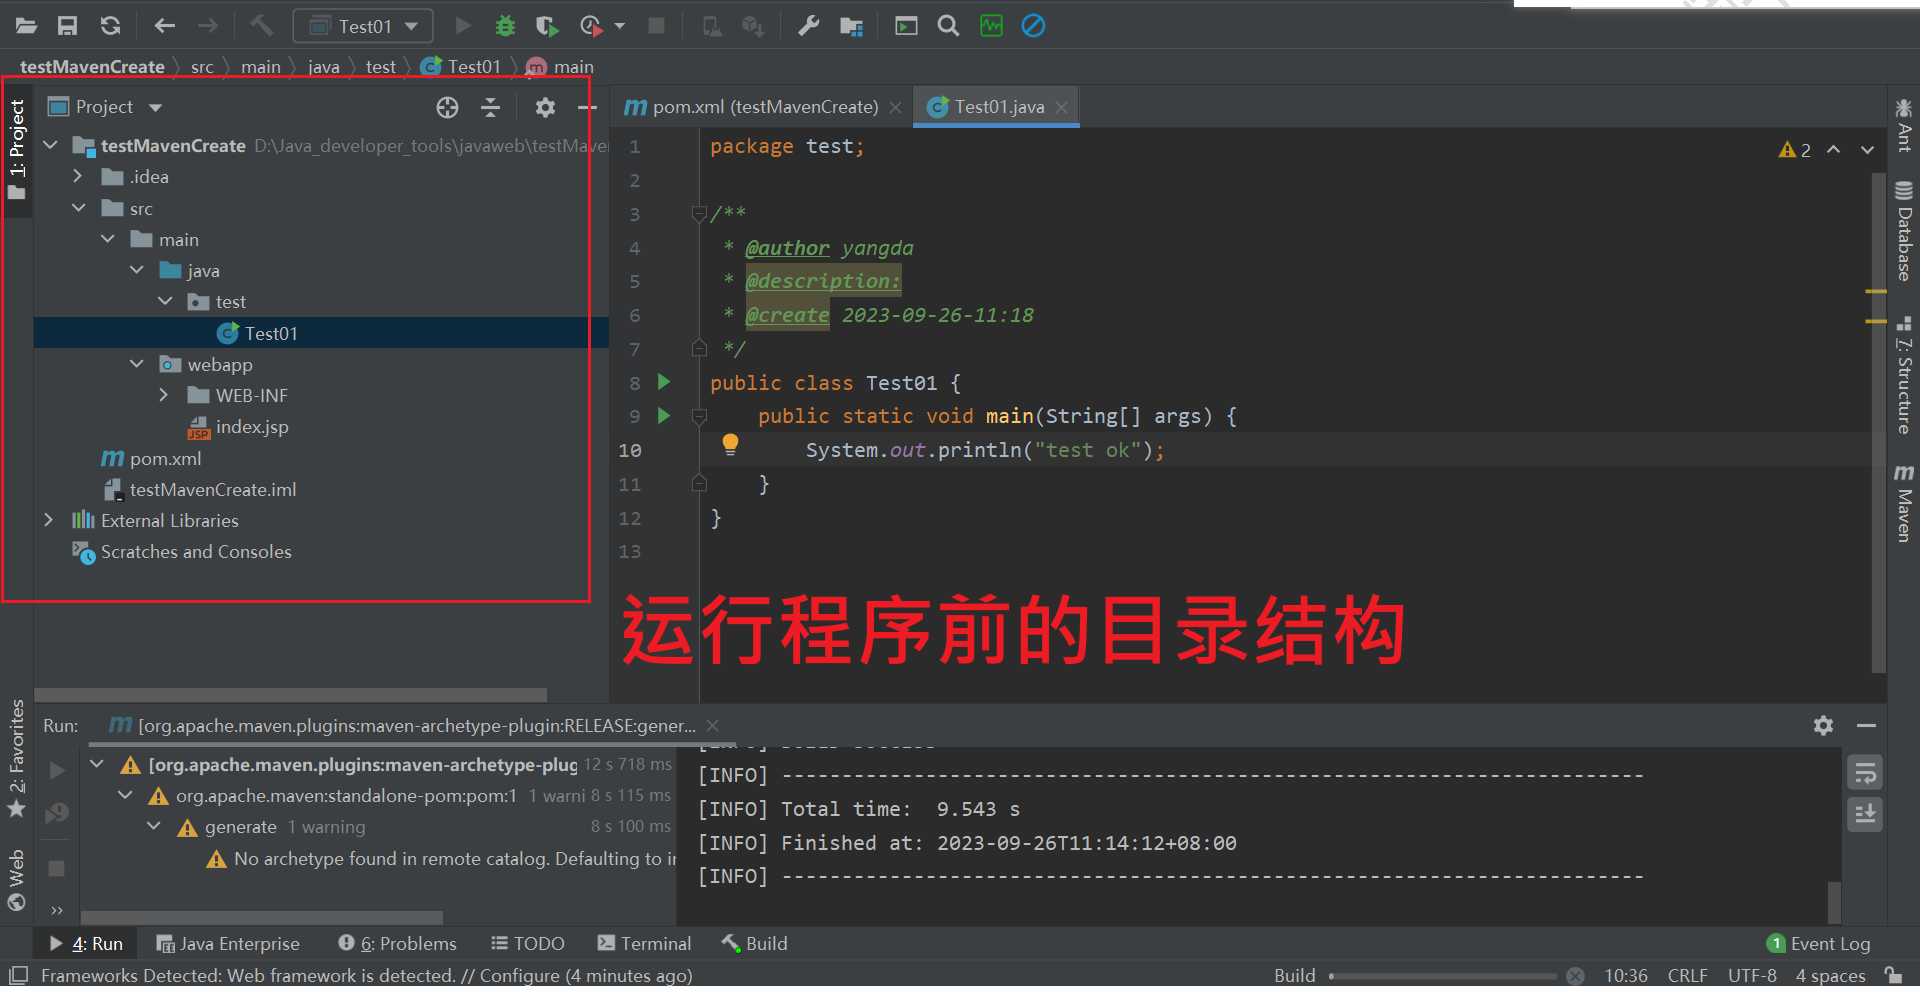 Test01
testMavenCreate src main java test Test01 main
1: Project
Project
testMavenCreate D:\Java_developer_tools\javaweb\testMaven
.idea
src
main
java
test
Test01
webapp
WEB-INF
index.jsp
pom.xml
testMavenCreate.iml
External Libraries
Scratches and Consoles
pom.xml (testMavenCreate)
Test01.java
2
1 package test;
2
3 /**
4 * @author yangda
5 * @description:
6 * @create 2023-09-26-11:18
7 */
8 public class Test01 {
9 public static void main(String[] args) {
10 System.out.println("test ok");
11 }
12 }
13
运行程序前的目录结构
Ant
Database
7: Structure
Maven
2: Favorites
Web
Run: [org.apache.maven.plugins:maven-archetype-plugin:RELEASE:gener...
[org.apache.maven.plugins:maven-archetype-plug 12 s 718 ms
org.apache.maven:standalone-pom:pom:1 1 warni 8 s 115 ms
generate 1 warning 8 s 100 ms
No archetype found in remote catalog. Defaulting to in
[INFO] ------------------------------------------------------------------------
[INFO] Total time:  9.543 s
[INFO] Finished at: 2023-09-26T11:14:12+08:00
[INFO] ------------------------------------------------------------------------
4: Run Java Enterprise 6: Problems TODO Terminal Build 1 Event Log
Frameworks Detected: Web framework is detected. // Configure (4 minutes ago) Build 10:36 CRLF UTF-8 4 spaces